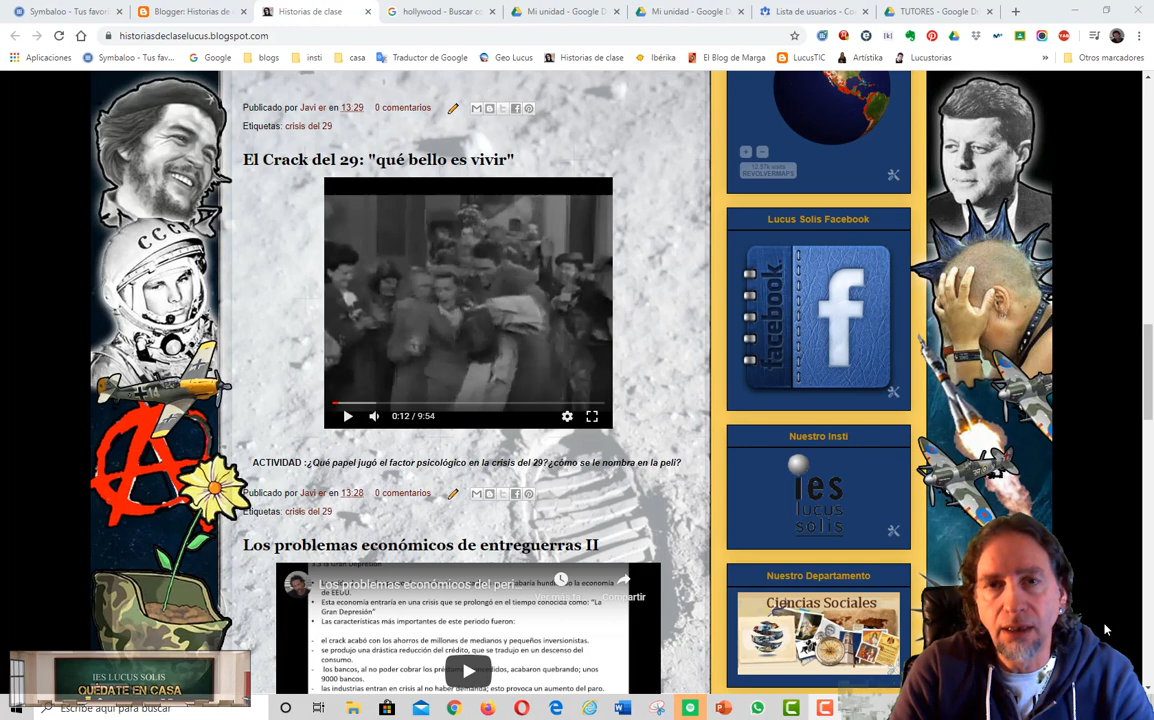 Symbaloo - Tus favori
Blogger: Historias de
Historias de clase
hollywood - Buscar co
Mi unidad - Google D
Mi unidad - Google D
Lista de usuarios - Co
TUTORES - Google Dr
historiasdeclaselucus.blogspot.com
Aplicaciones
Symbaloo - Tus fav...
Google
blogs
insti
casa
Traductor de Google
Geo Lucus
Historias de clase
Ibérika
El Blog de Marga
LucusTIC
Artístika
Lucustorias
»
Otros marcadores
Publicado por Javi er en 13:29 0 comentarios
Etiquetas: crisis del 29
El Crack del 29: "qué bello es vivir"
0:12 / 9:54
ACTIVIDAD :¿Qué papel jugó el factor psicológico en la crisis del 29?¿cómo se le nombra en la peli?
Publicado por Javi er en 13:28 0 comentarios
Etiquetas: crisis del 29
Los problemas económicos de entreguerras II
Los problemas económicos del peri...
Ver más ta...
Compartir
de EEUU.
• Esta economía entraría en una crisis que se prolongó en el tiempo conocida como: "La
Gran Depresión"
• Las características más importantes de este periodo fueron:
- el crack acabó con los ahorros de millones de medianos y pequeños inversionistas.
- se produjo una drástica reducción del crédito, que se tradujo en un descenso del
consumo.
- las industrias entran en crisis al no haber demanda; esto provoca un aumento del paro.
REVOLVERMAPS
Lucus Solis Facebook
facebook
f
Nuestro Insti
ies
lucus
solis
Nuestro Departamento
Ciencias Sociales
CCCP
A
IES LUCUS SOLIS
QUÉDATE EN CASA
Escribe aquí para buscar